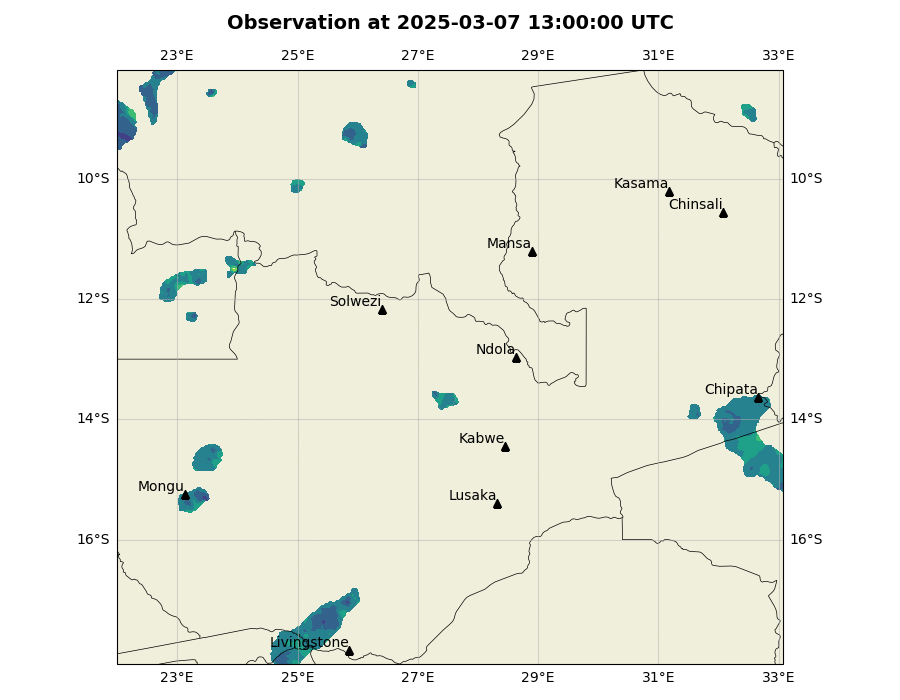 Observation at 2025-03-07 13:00:00 UTC
23°E 25°E 27°E 29°E 31°E 33°E
10°S 10°S
Kasama
Chinsali
Mansa
12°S 12°S
Solwezi
Ndola
Chipata
14°S 14°S
Kabwe
Mongu
Lusaka
16°S 16°S
Livingstone
23°E 25°E 27°E 29°E 31°E 33°E